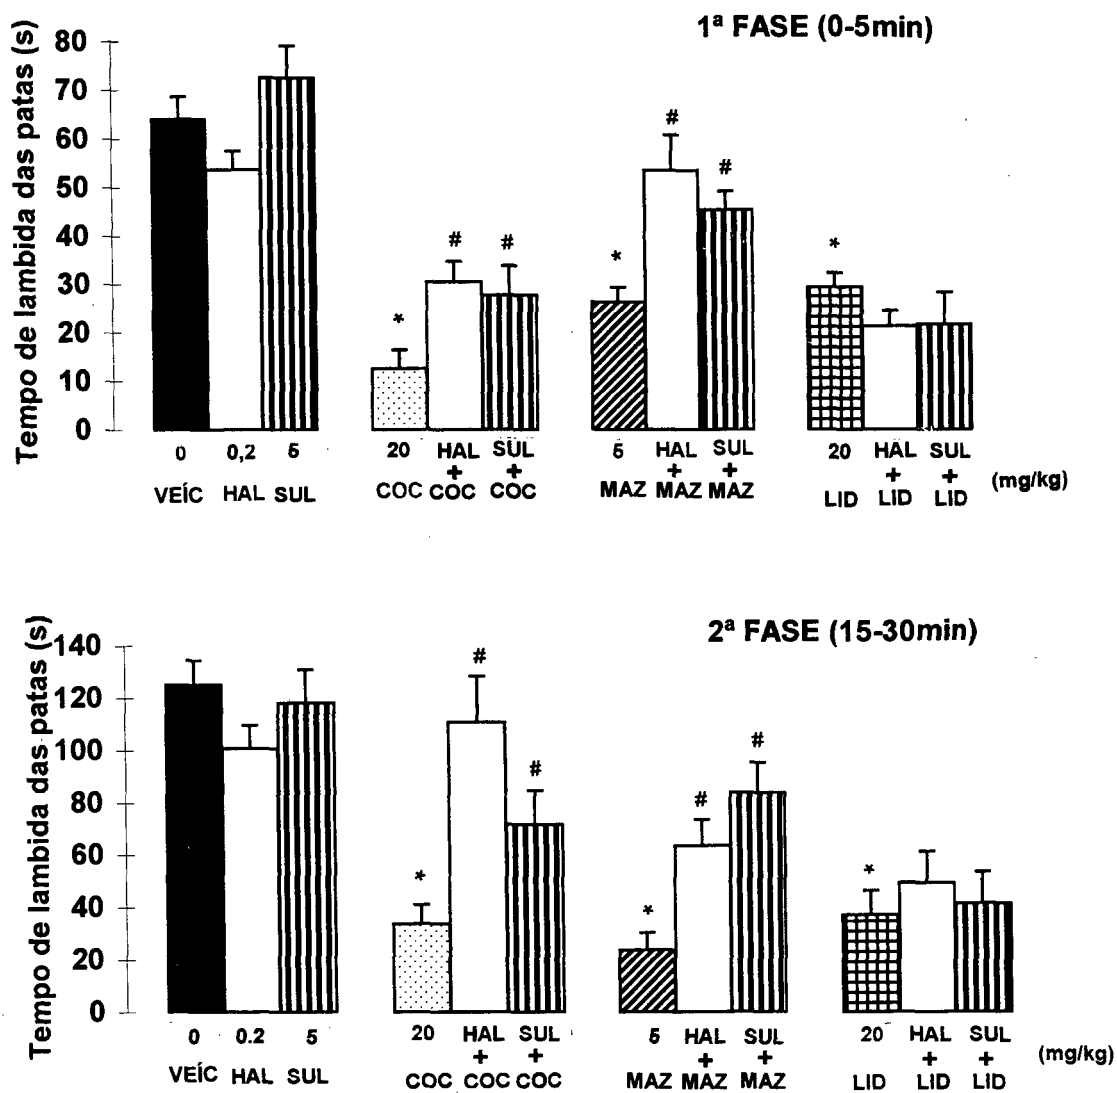 1ª FASE (0-5min)
Tempo de lambida das patas (s)
80
70
60
50
40
30
20
10
0
* # # * # # *
0 0,2 5 20 HAL SUL 5 HAL SUL 20 HAL SUL
+ + + + + +
VEÍC HAL SUL COC COC COC MAZ MAZ MAZ LID LID LID (mg/kg)
2ª FASE (15-30min)
Tempo de lambida das patas (s)
140
120
100
80
60
40
20
0
* # # * # # *
0 0.2 5 20 HAL SUL 5 HAL SUL 20 HAL SUL
+ + + + + +
VEÍC HAL SUL COC COC COC MAZ MAZ MAZ LID LID LID (mg/kg)